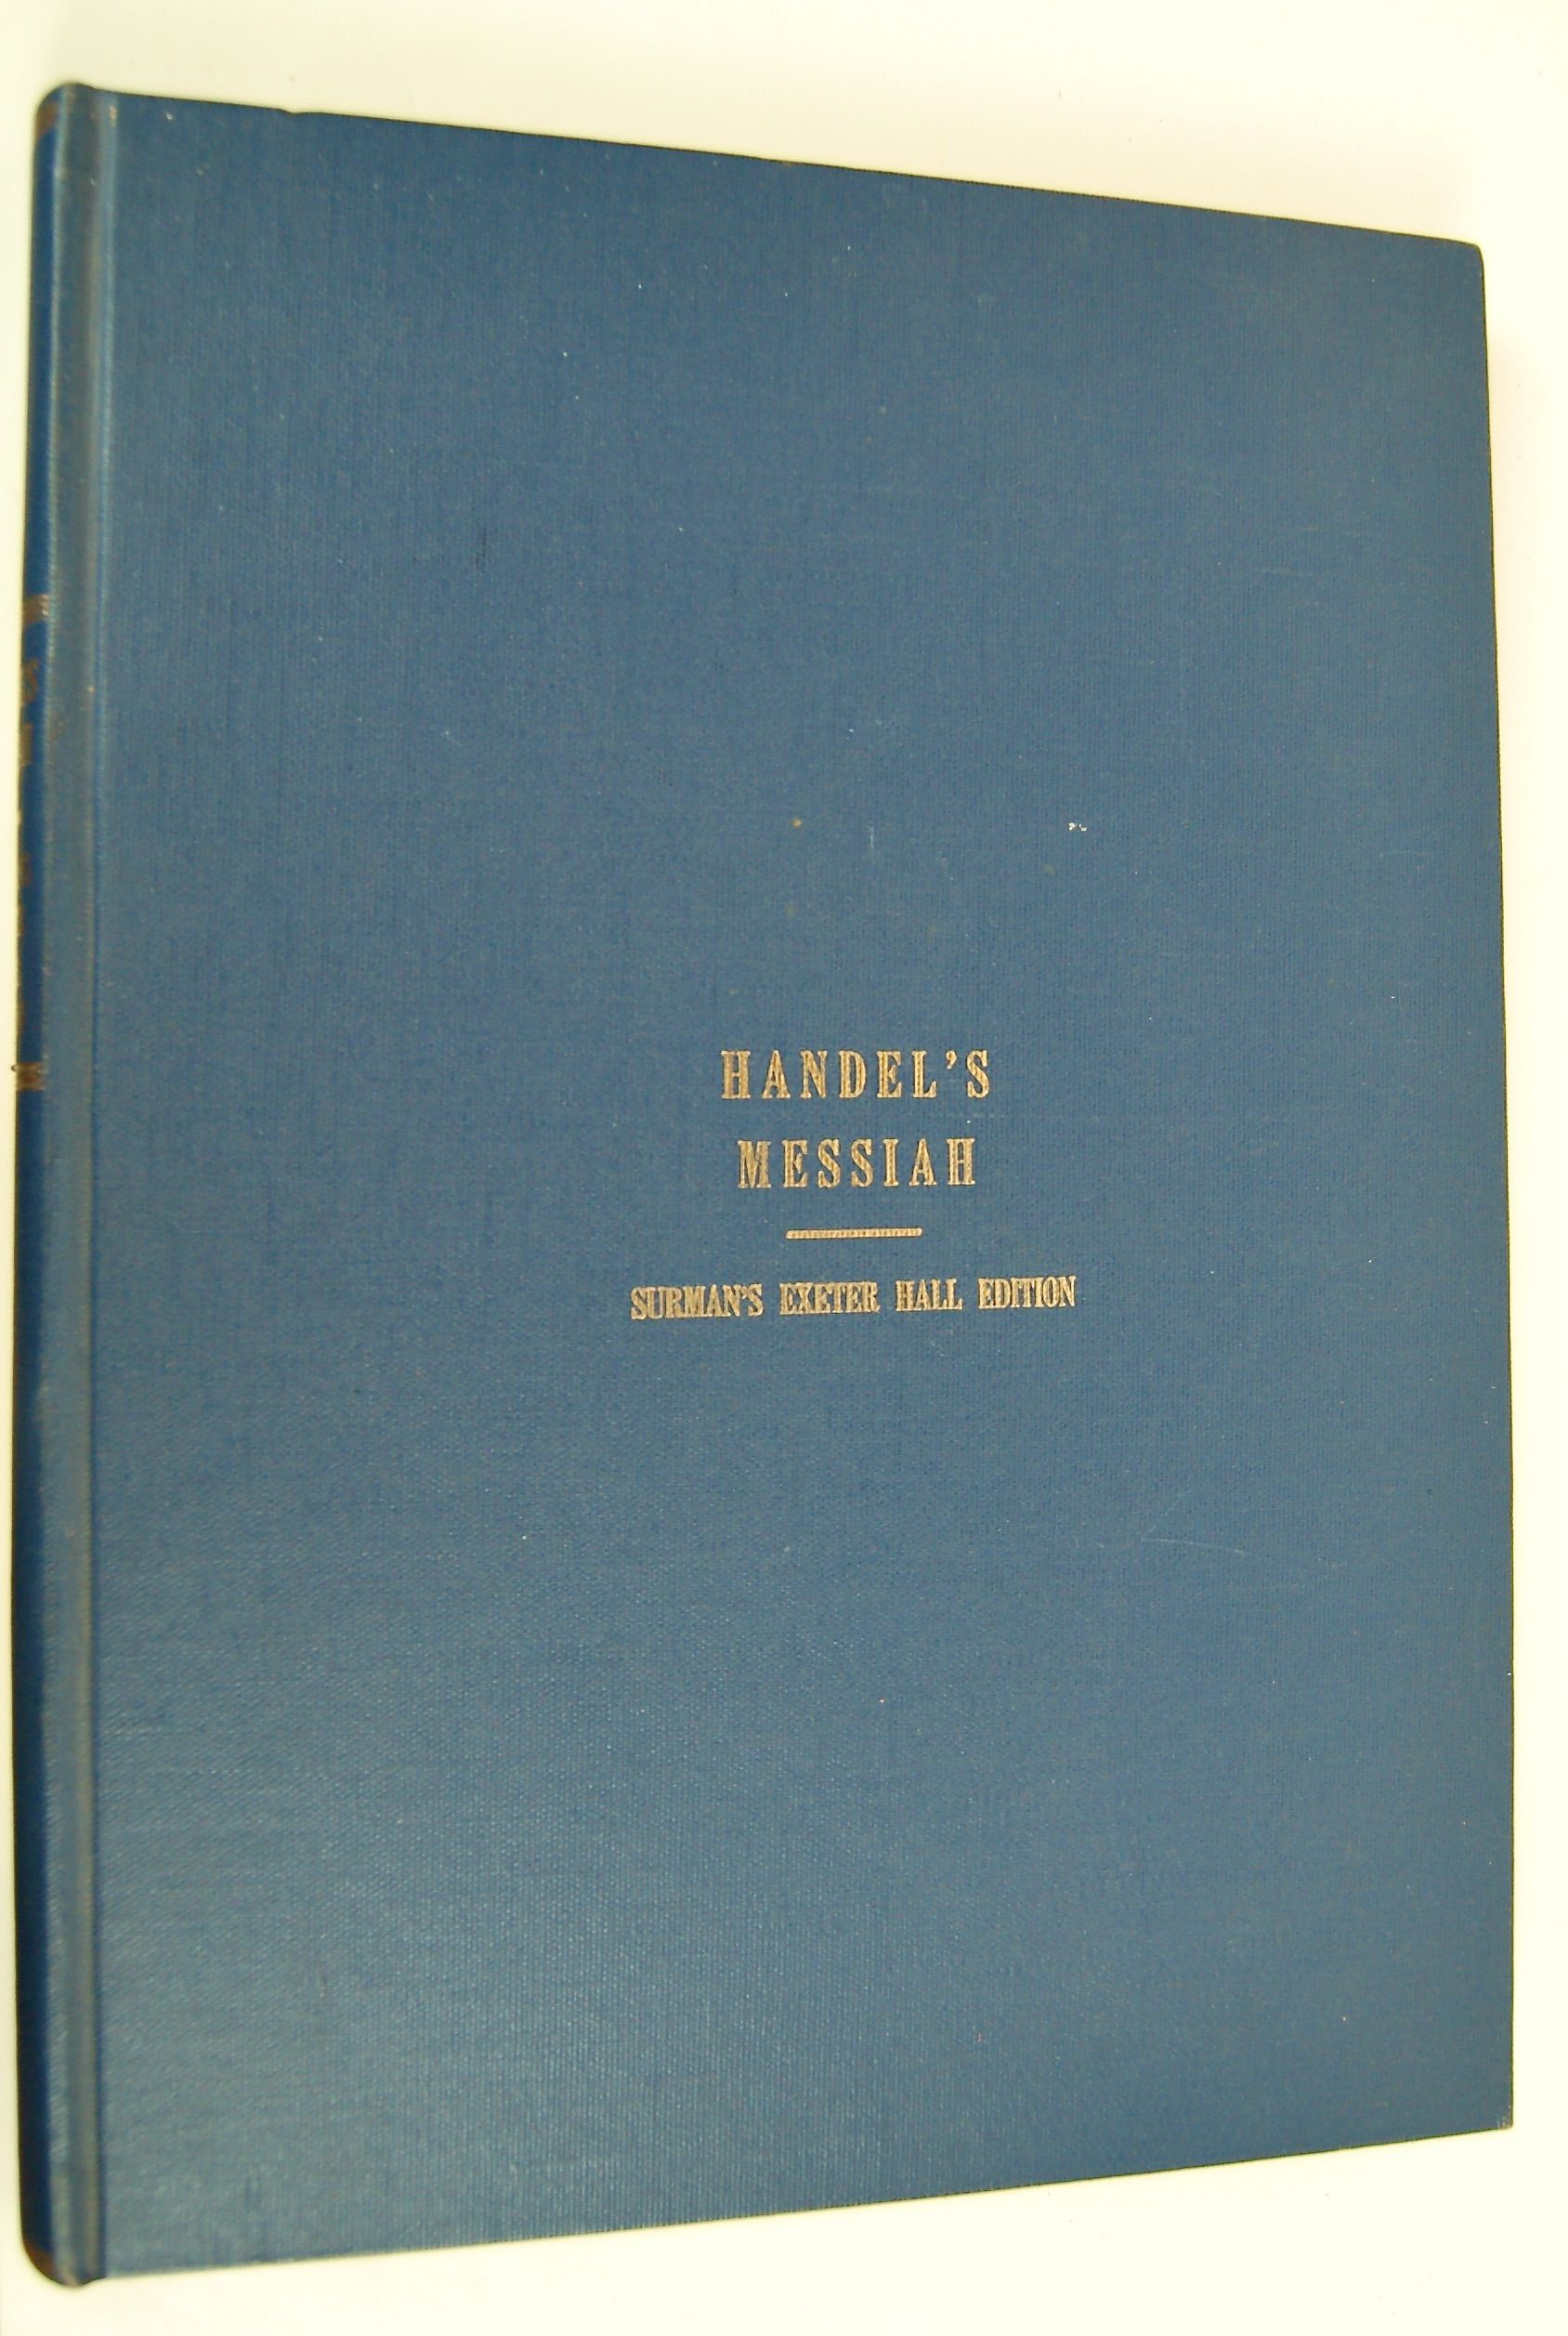 HANDEL'S
MESSIAH
SURMAN'S EXETER HALL EDITION